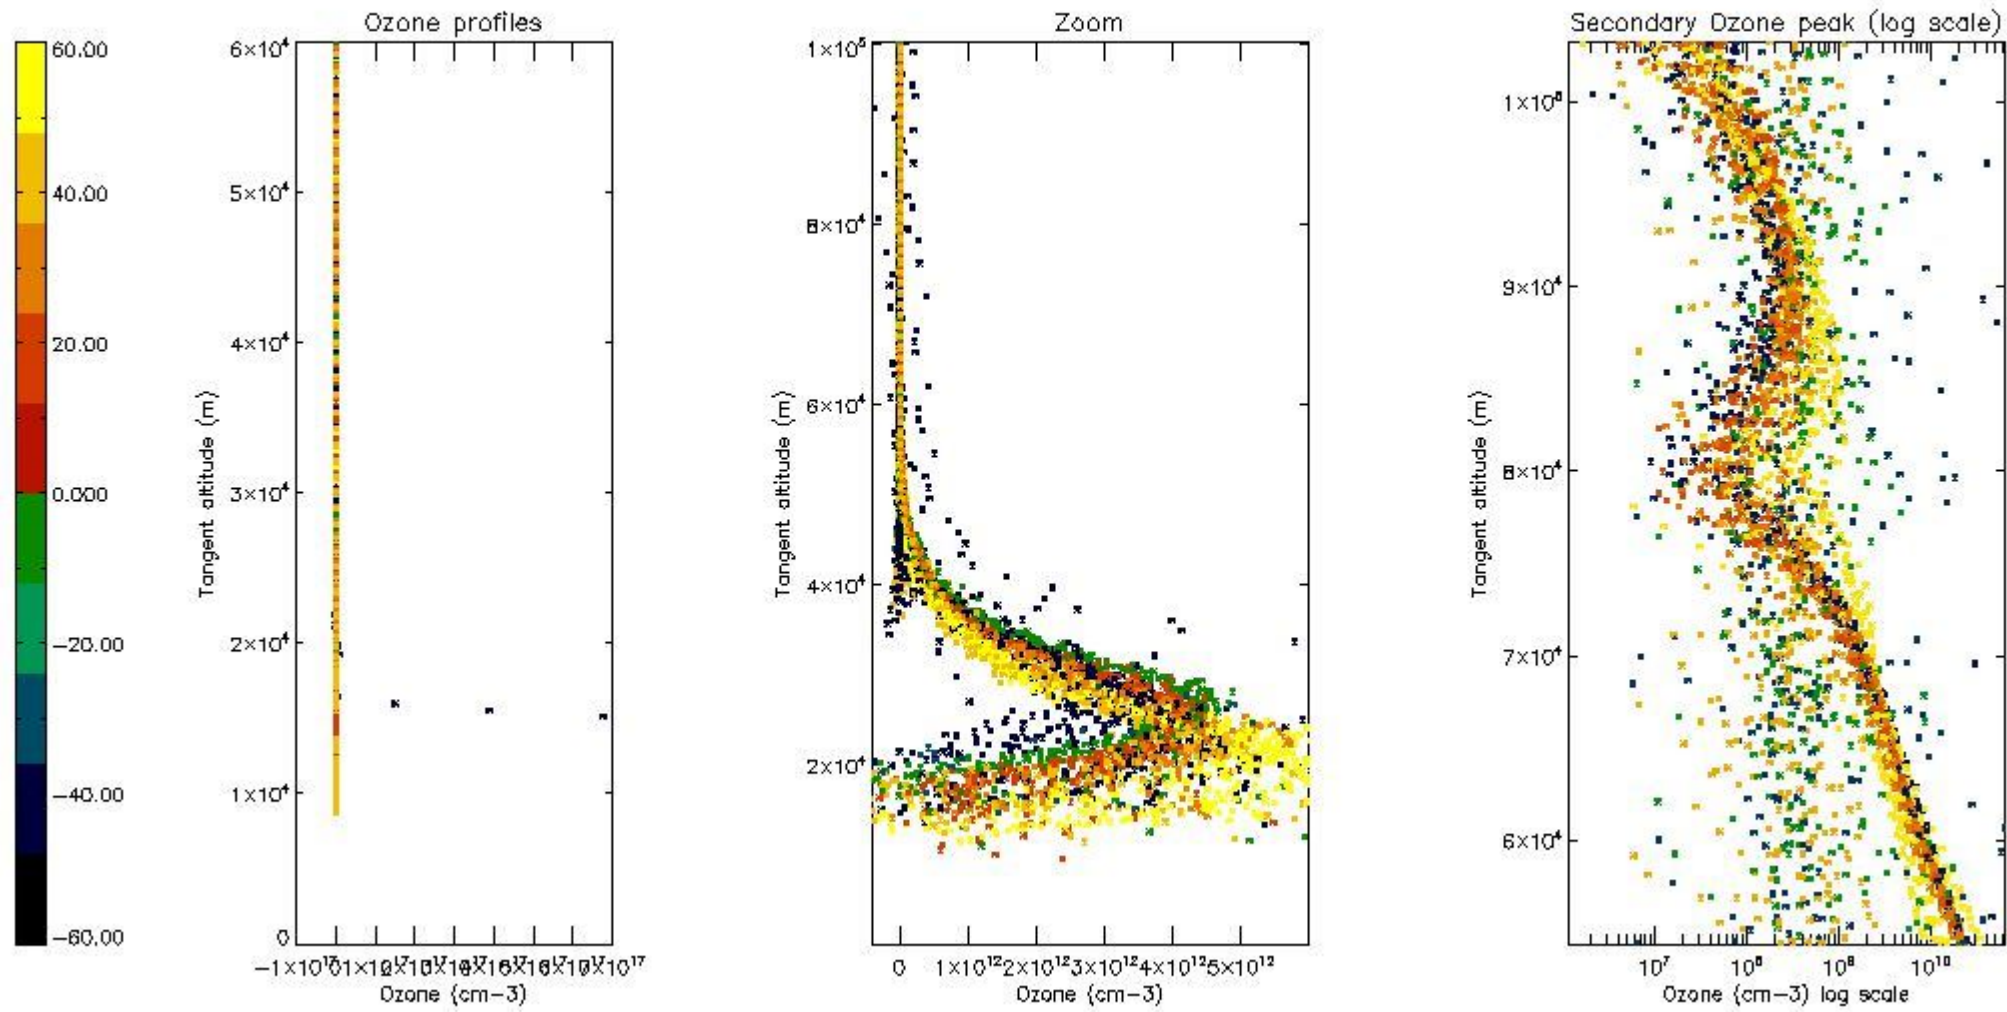 Ozone profiles
Zoom
Secondary Ozone peak (log scale)
60.00
40.00
20.00
0.000
−20.00
−40.00
−60.00
6×10⁴
5×10⁴
4×10⁴
3×10⁴
2×10⁴
1×10⁴
0
Tangent altitude (m)
Ozone (cm−3)
1×10⁵
8×10⁴
6×10⁴
4×10⁴
2×10⁴
Tangent altitude (m)
0 1×10¹² 2×10¹² 3×10¹² 4×10¹² 5×10¹²
Ozone (cm−3)
1×10⁵
9×10⁴
8×10⁴
7×10⁴
6×10⁴
Tangent altitude (m)
10⁷ 10⁸ 10⁹ 10¹⁰
Ozone (cm−3) log scale